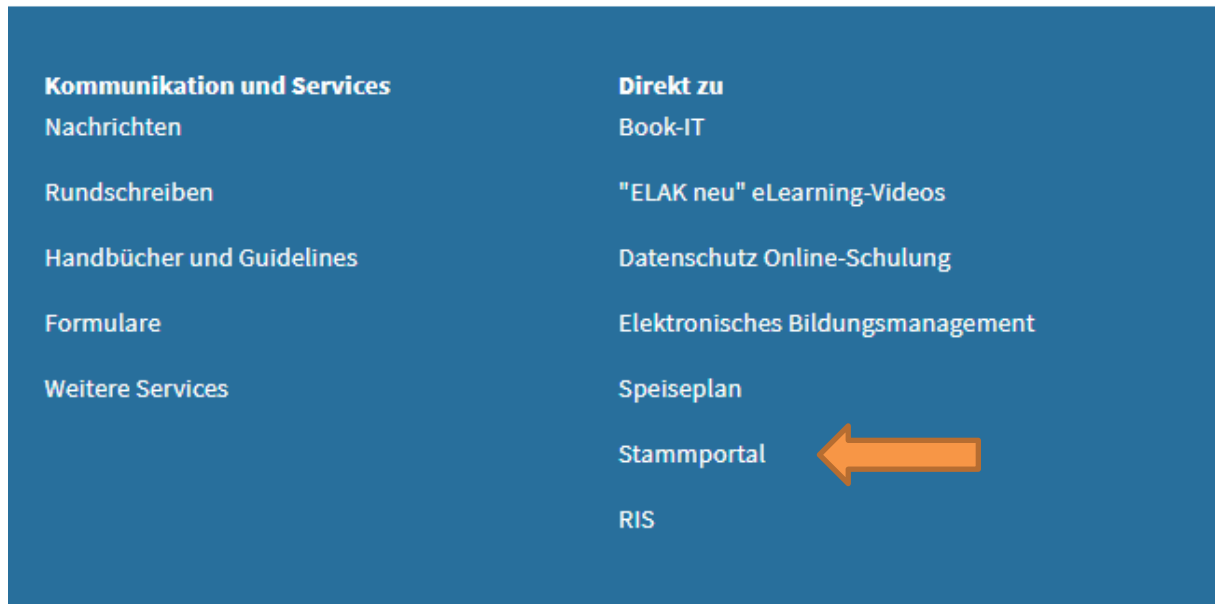 Kommunikation und Services
Nachrichten
Rundschreiben
Handbücher und Guidelines
Formulare
Weitere Services
Direkt zu
Book-IT
"ELAK neu" eLearning-Videos
Datenschutz Online-Schulung
Elektronisches Bildungsmanagement
Speiseplan
Stammportal
RIS